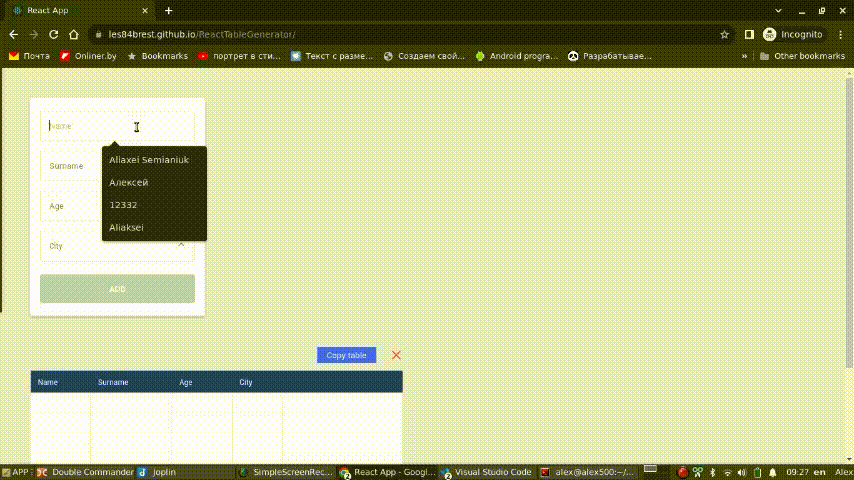 React App
les84brest.github.io/ReactTableGenerator/
Incognito
Почта
Onliner.by
Bookmarks
портрет в сти...
Текст с разме...
Создаем свой...
Android progra...
Разрабатывае...
»
Other bookmarks
Name
Surname
Age
City
Aliaxei Semianiuk
Алексей
12332
Aliaksei
ADD
Copy table
Name Surname Age City
APP
Double Commander
Joplin
SimpleScreenRec...
React App - Googl...
Visual Studio Code
alex@alex500:~/...
09:27 en
Alex